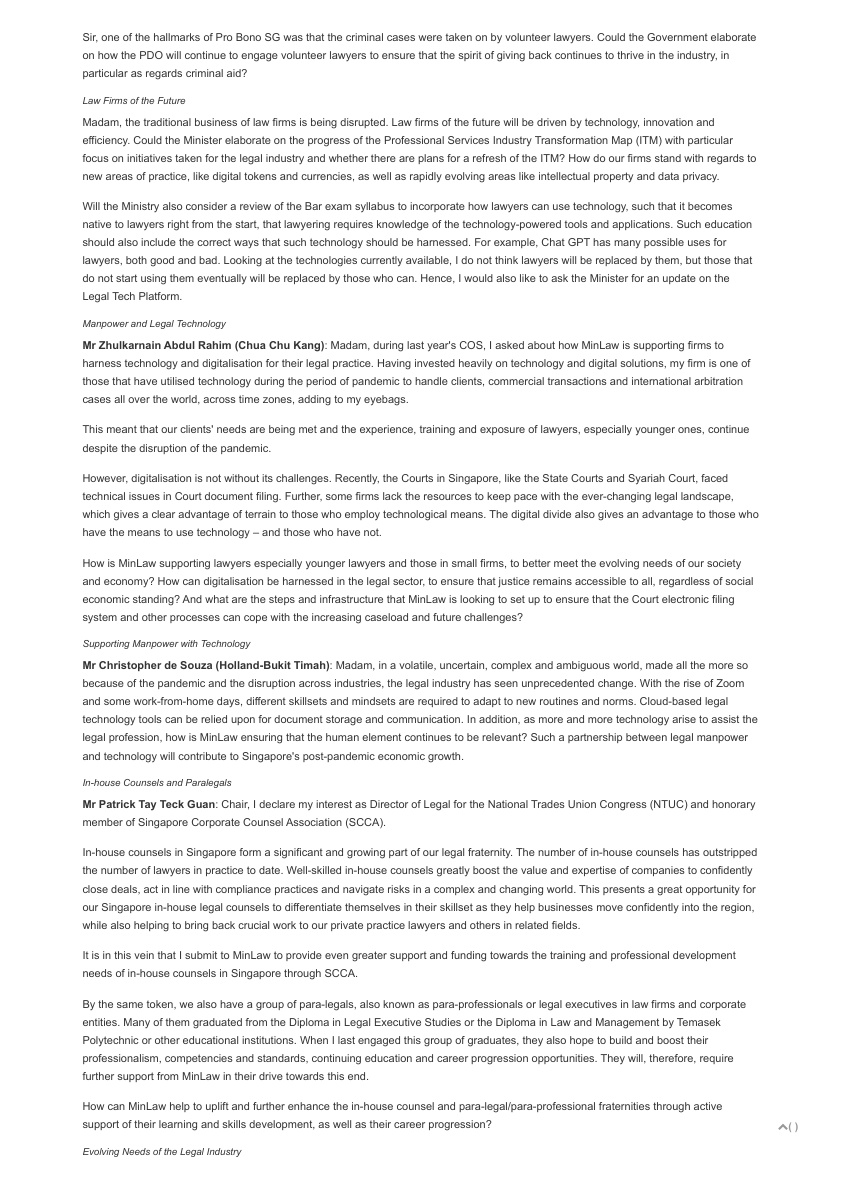 Sir, one of the hallmarks of Pro Bono SG was that the criminal cases were taken on by volunteer lawyers. Could the Government elaborate
on how the PDO will continue to engage volunteer lawyers to ensure that the spirit of giving back continues to thrive in the industry, in
particular as regards criminal aid?
Law Firms of the Future
Madam, the traditional business of law firms is being disrupted. Law firms of the future will be driven by technology, innovation and
efficiency. Could the Minister elaborate on the progress of the Professional Services Industry Transformation Map (ITM) with particular
focus on initiatives taken for the legal industry and whether there are plans for a refresh of the ITM? How do our firms stand with regards to
new areas of practice, like digital tokens and currencies, as well as rapidly evolving areas like intellectual property and data privacy.
Will the Ministry also consider a review of the Bar exam syllabus to incorporate how lawyers can use technology, such that it becomes
native to lawyers right from the start, that lawyering requires knowledge of the technology-powered tools and applications. Such education
should also include the correct ways that such technology should be harnessed. For example, Chat GPT has many possible uses for
lawyers, both good and bad. Looking at the technologies currently available, I do not think lawyers will be replaced by them, but those that
do not start using them eventually will be replaced by those who can. Hence, I would also like to ask the Minister for an update on the
Legal Tech Platform.
Manpower and Legal Technology
Mr Zhulkarnain Abdul Rahim (Chua Chu Kang): Madam, during last year's COS, I asked about how MinLaw is supporting firms to
harness technology and digitalisation for their legal practice. Having invested heavily on technology and digital solutions, my firm is one of
those that have utilised technology during the period of pandemic to handle clients, commercial transactions and international arbitration
cases all over the world, across time zones, adding to my eyebags.
This meant that our clients' needs are being met and the experience, training and exposure of lawyers, especially younger ones, continue
despite the disruption of the pandemic.
However, digitalisation is not without its challenges. Recently, the Courts in Singapore, like the State Courts and Syariah Court, faced
technical issues in Court document filing. Further, some firms lack the resources to keep pace with the ever-changing legal landscape,
which gives a clear advantage of terrain to those who employ technological means. The digital divide also gives an advantage to those who
have the means to use technology – and those who have not.
How is MinLaw supporting lawyers especially younger lawyers and those in small firms, to better meet the evolving needs of our society
and economy? How can digitalisation be harnessed in the legal sector, to ensure that justice remains accessible to all, regardless of social
economic standing? And what are the steps and infrastructure that MinLaw is looking to set up to ensure that the Court electronic filing
system and other processes can cope with the increasing caseload and future challenges?
Supporting Manpower with Technology
Mr Christopher de Souza (Holland-Bukit Timah): Madam, in a volatile, uncertain, complex and ambiguous world, made all the more so
because of the pandemic and the disruption across industries, the legal industry has seen unprecedented change. With the rise of Zoom
and some work-from-home days, different skillsets and mindsets are required to adapt to new routines and norms. Cloud-based legal
technology tools can be relied upon for document storage and communication. In addition, as more and more technology arise to assist the
legal profession, how is MinLaw ensuring that the human element continues to be relevant? Such a partnership between legal manpower
and technology will contribute to Singapore's post-pandemic economic growth.
In-house Counsels and Paralegals
Mr Patrick Tay Teck Guan: Chair, I declare my interest as Director of Legal for the National Trades Union Congress (NTUC) and honorary
member of Singapore Corporate Counsel Association (SCCA).
In-house counsels in Singapore form a significant and growing part of our legal fraternity. The number of in-house counsels has outstripped
the number of lawyers in practice to date. Well-skilled in-house counsels greatly boost the value and expertise of companies to confidently
close deals, act in line with compliance practices and navigate risks in a complex and changing world. This presents a great opportunity for
our Singapore in-house legal counsels to differentiate themselves in their skillset as they help businesses move confidently into the region,
while also helping to bring back crucial work to our private practice lawyers and others in related fields.
It is in this vein that I submit to MinLaw to provide even greater support and funding towards the training and professional development
needs of in-house counsels in Singapore through SCCA.
By the same token, we also have a group of para-legals, also known as para-professionals or legal executives in law firms and corporate
entities. Many of them graduated from the Diploma in Legal Executive Studies or the Diploma in Law and Management by Temasek
Polytechnic or other educational institutions. When I last engaged this group of graduates, they also hope to build and boost their
professionalism, competencies and standards, continuing education and career progression opportunities. They will, therefore, require
further support from MinLaw in their drive towards this end.
How can MinLaw help to uplift and further enhance the in-house counsel and para-legal/para-professional fraternities through active
support of their learning and skills development, as well as their career progression?
( )
Evolving Needs of the Legal Industry